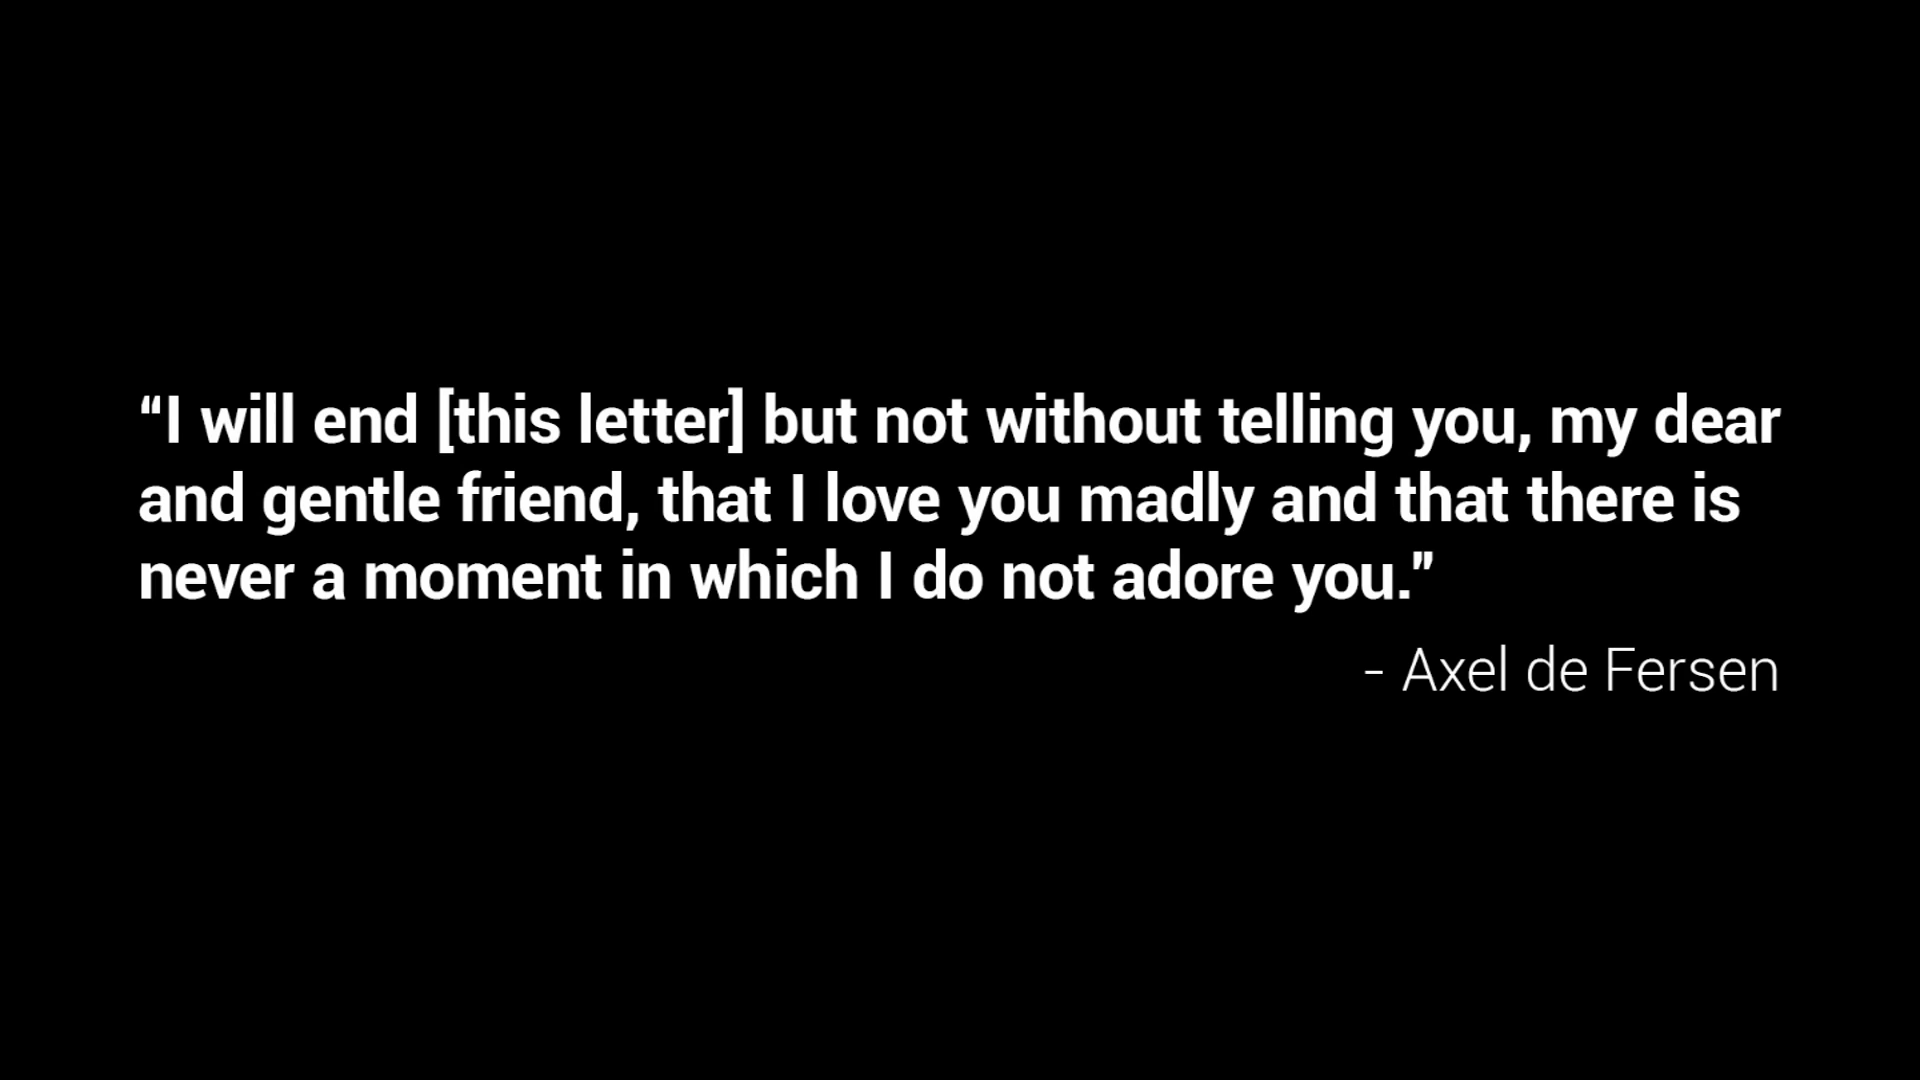 “I will end [this letter] but not without telling you, my dear
and gentle friend, that I love you madly and that there is
never a moment in which I do not adore you.”
- Axel de Fersen